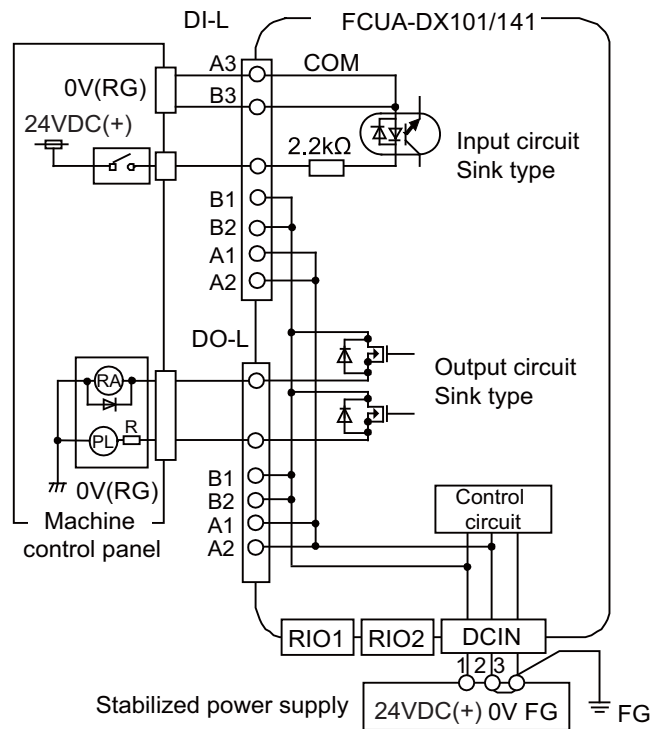 DI-L
FCUA-DX101/141
A3
COM
0V(RG)
B3
24VDC(+)
2.2kΩ
Input circuit
Sink type
B1
B2
A1
A2
DO-L
Output circuit
Sink type
RA
PL
R
0V(RG)
Machine
control panel
B1
B2
A1
A2
Control
circuit
RIO1
RIO2
DCIN
1
2
3
Stabilized power supply
24VDC(+) 0V FG
FG